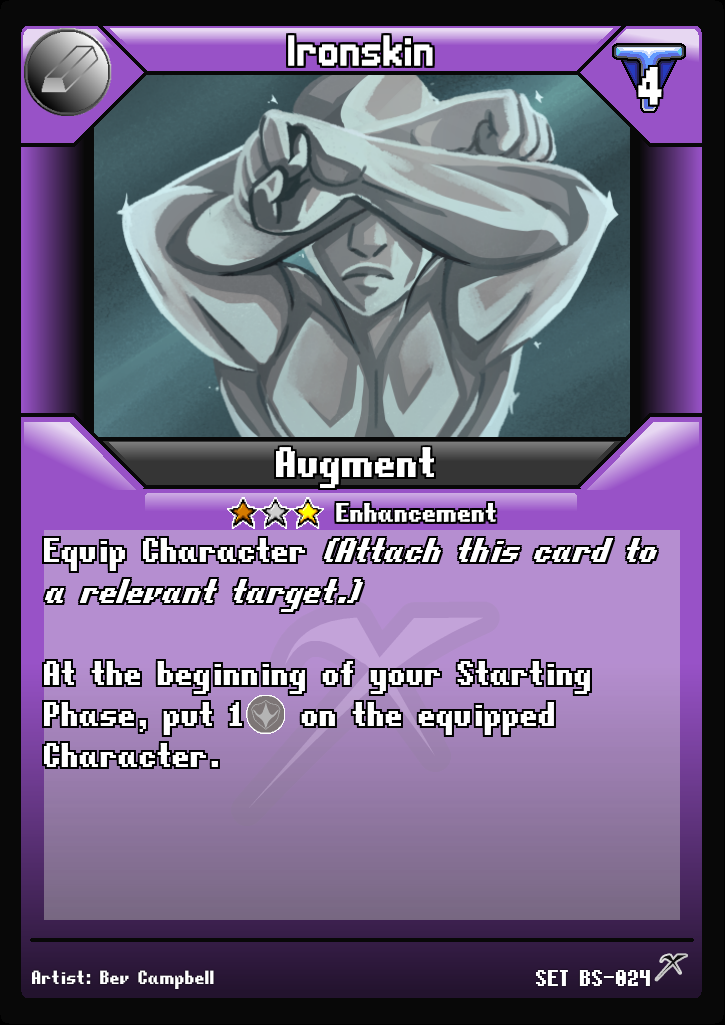 Ironskin
4
Augment
Enhancement
Equip Character (Attach this card to
a relevant target.)
At the beginning of your Starting
Phase, put 1 on the equipped
Character.
Artist: Bev Campbell
SET BS-024